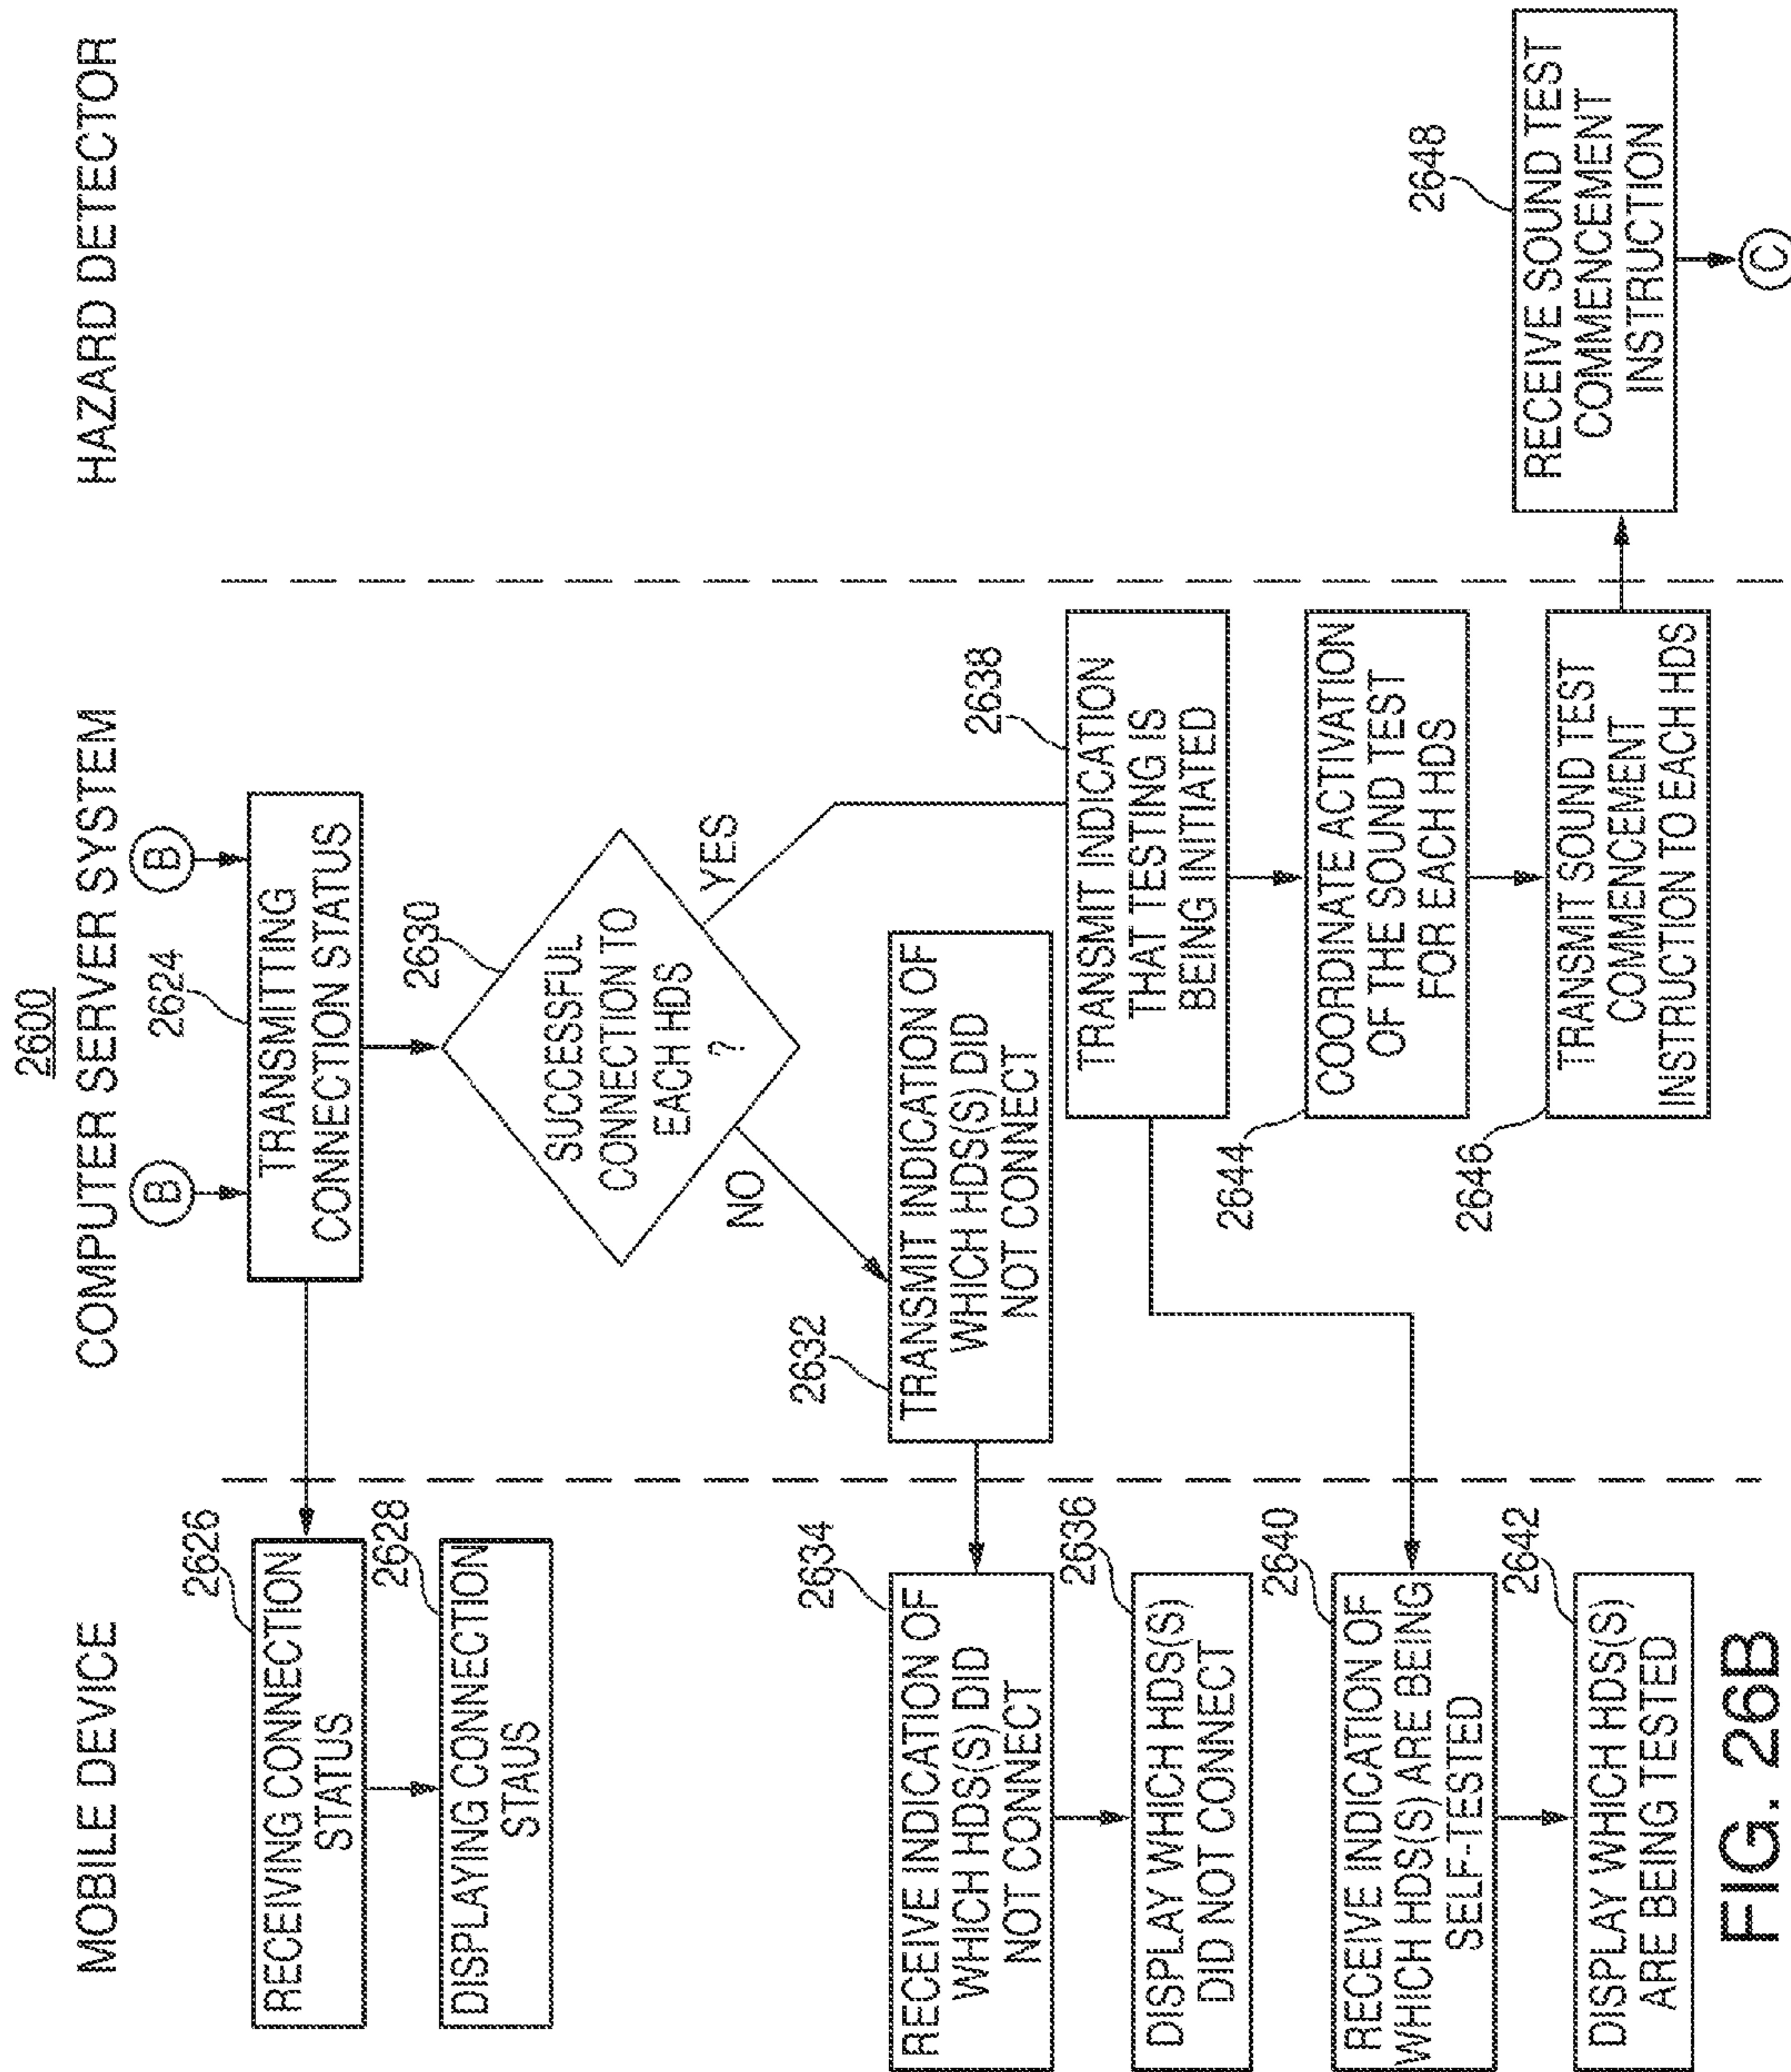 2600
MOBILE DEVICE
COMPUTER SERVER SYSTEM
HAZARD DETECTOR
B
B
2624
TRANSMITTING
CONNECTION STATUS
2626
RECEIVING CONNECTION
STATUS
2628
DISPLAYING CONNECTION
STAUS
2630
SUCCESSFUL
CONNECTION TO
EACH HDS
?
NO
YES
2632
TRANSMIT INDICATION OF
WHICH HDS(S) DID
NOT CONNECT
2634
RECEIVE INDICATION OF
WHICH HDS(S) DID
NOT CONNECT
2636
DISPLAY WHICH HDS(S)
DID NOT CONNECT
2638
TRANSMIT INDICATION
THAT TESTING IS
BEING INITIATED
2640
RECEIVE INDICATION OF
WHICH HDS(S) ARE BEING
SELF-TESTED
2642
DISPLAY WHICH HDS(S)
ARE BEING TESTED
2644
COORDINATE ACTIVATION
OF THE SOUND TEST
FOR EACH HDS
2646
TRANSMIT SOUND TEST
COMMENCEMENT
INSTRUCTION TO EACH HDS
2648
RECEIVE SOUND TEST
COMMENCEMENT
INSTRUCTION
C
FIG. 26B